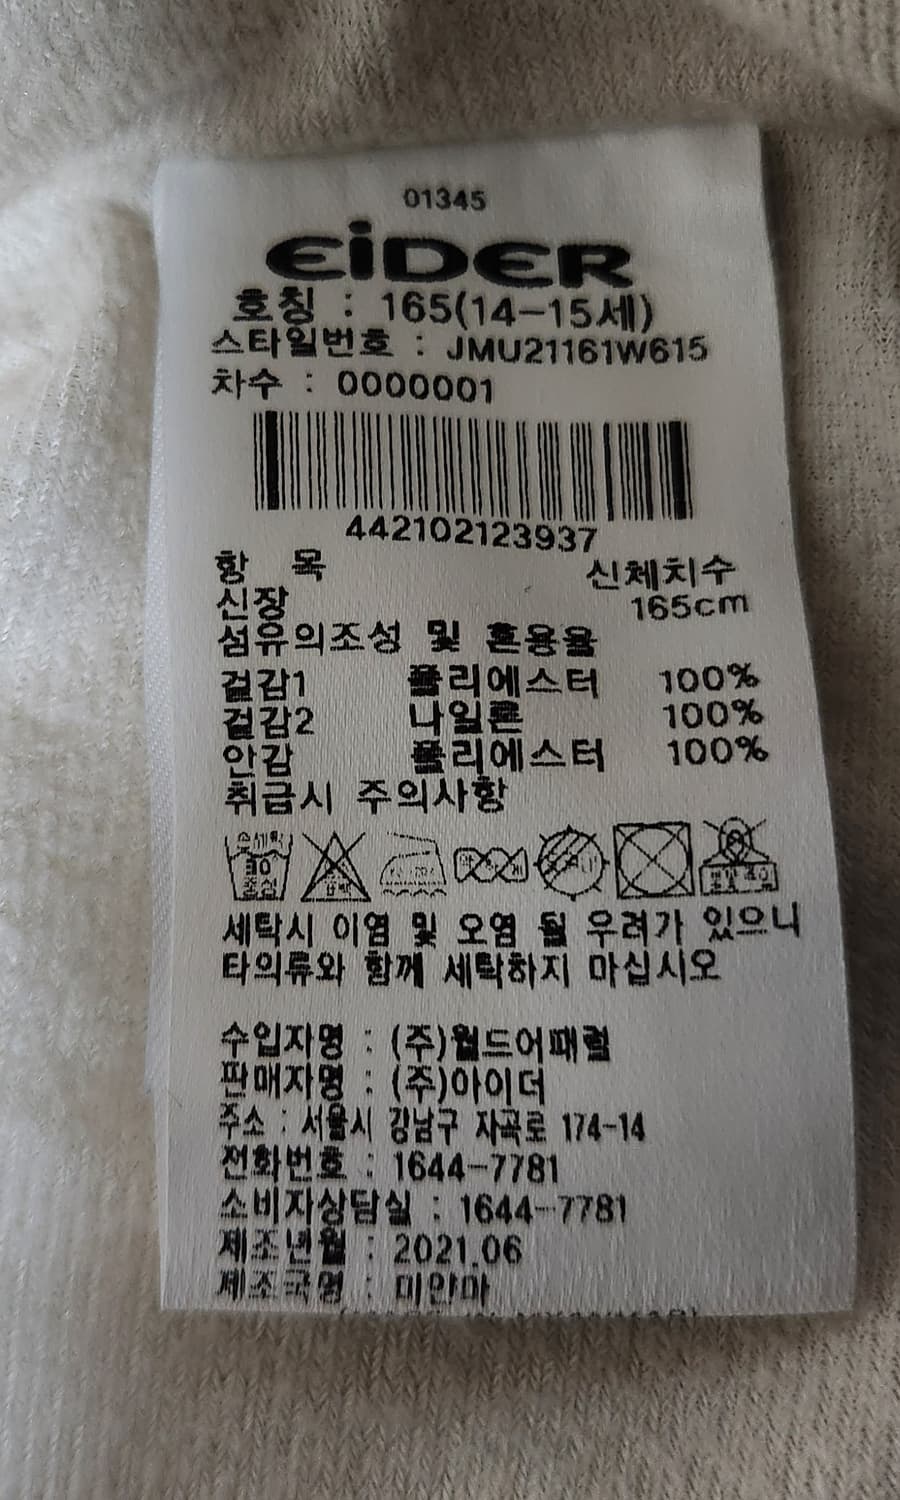 01345
EiDER
호칭 : 165(14-15세)
스타일번호 : JMU21161W615
차수 : 0000001
442102123937
항 목 신체치수
신장 165cm
섬유의조성 및 혼용율
겉감1 폴리에스터 100%
겉감2 나일론 100%
안감 폴리에스터 100%
취급시 주의사항
손세탁
30
중성
세탁시 이염 및 오염 될 우려가 있으니
타의류와 함께 세탁하지 마십시오
수입자명 : (주)월드어패럴
판매자명 : (주)아이더
주소 : 서울시 강남구 자곡로 174-14
전화번호 : 1644-7781
소비자상담실 : 1644-7781
제조년월 : 2021.06
제조국명 : 미얀마